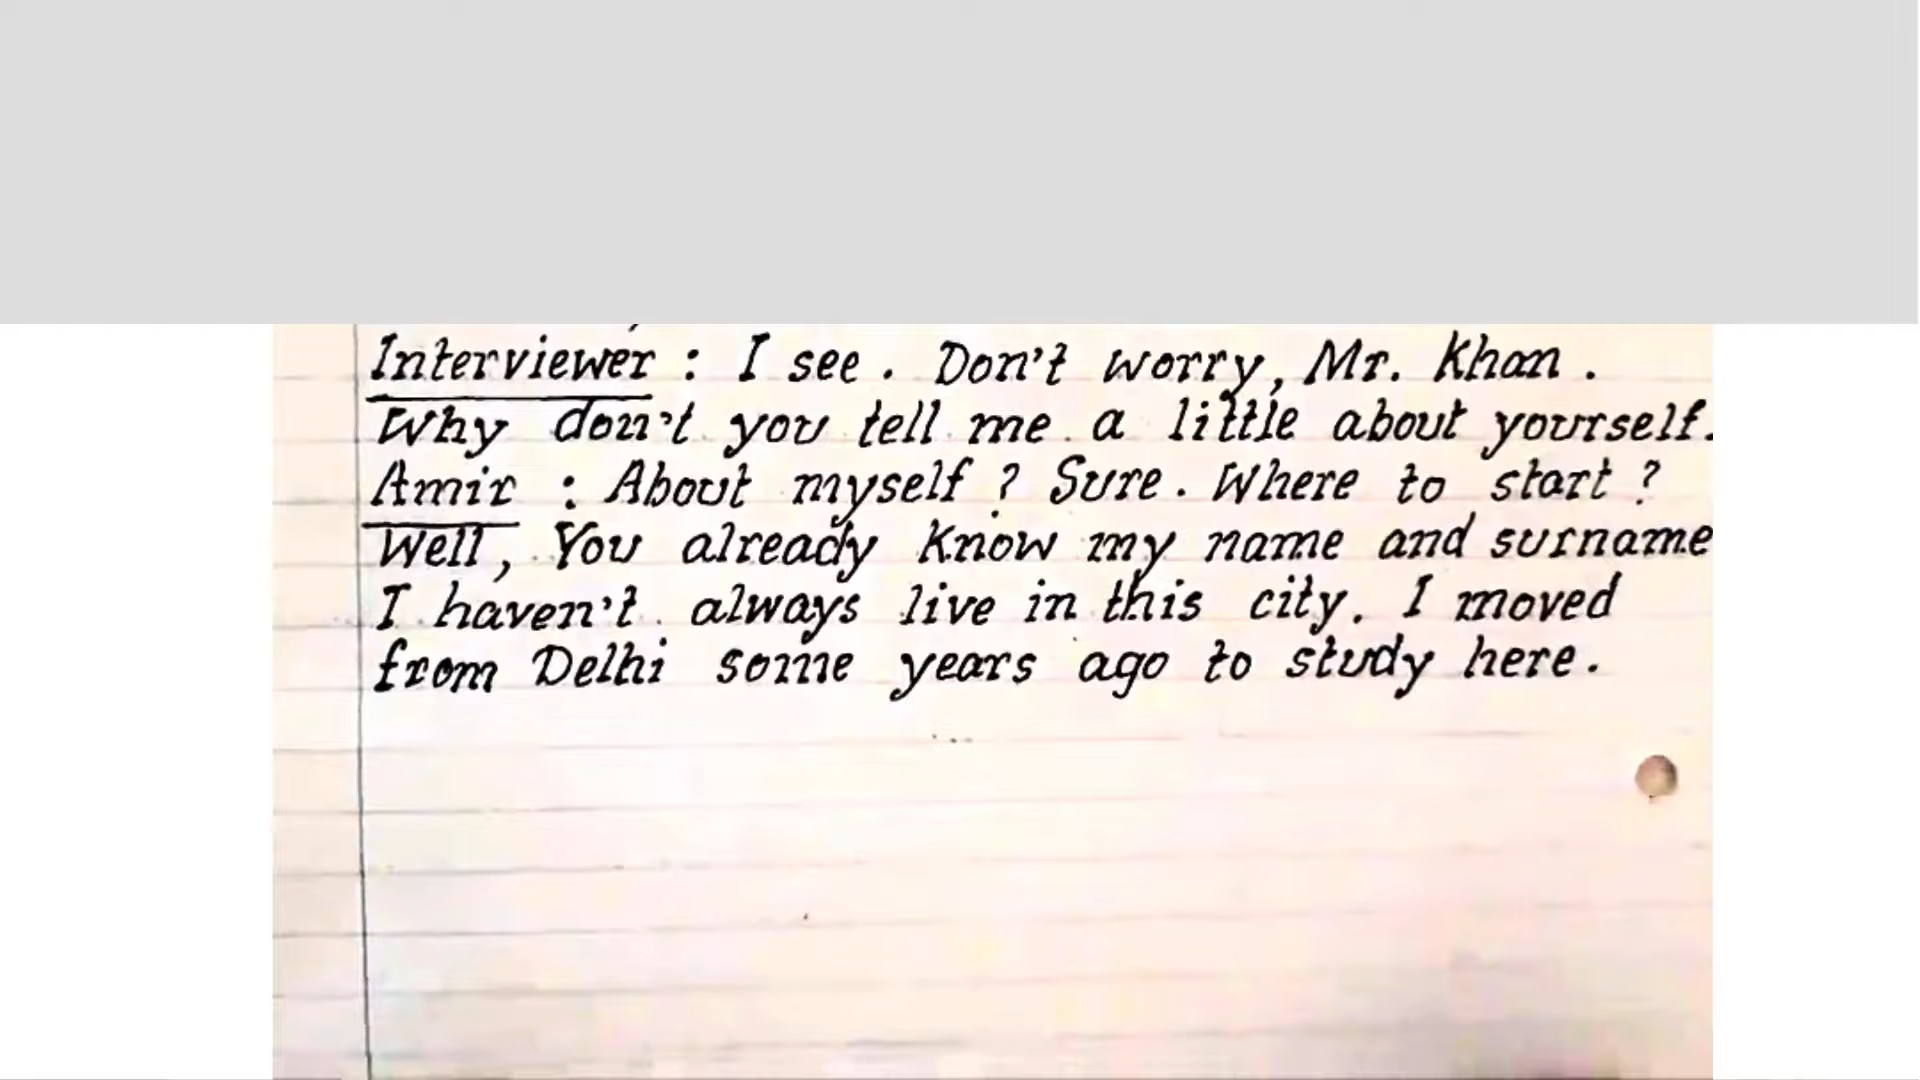 Interviewer : I see. Don't worry, Mr. Khan.
Why don't you tell me a little about yourself.
Amir : About myself? Sure. Where to start?
Well, You already know my name and surname
I haven't always live in this city. I moved
from Delhi some years ago to study here.